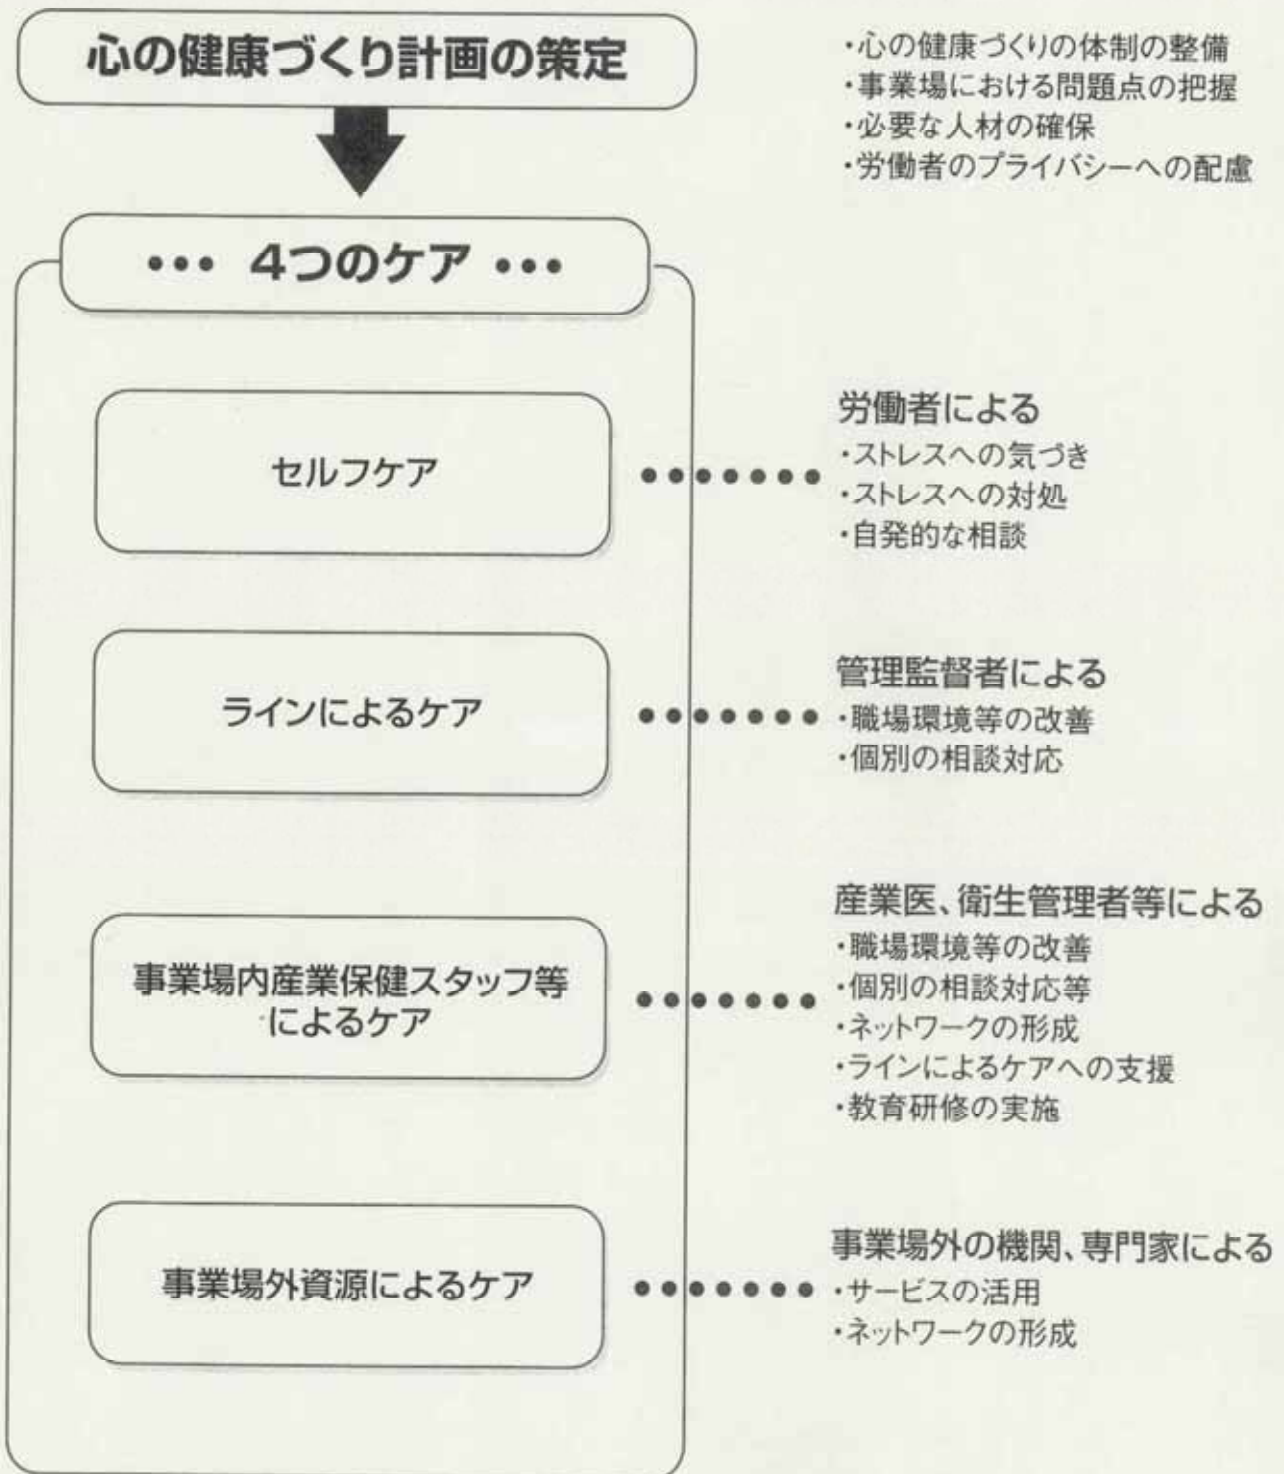 心の健康づくり計画の策定
・心の健康づくりの体制の整備
・事業場における問題点の把握
・必要な人材の確保
・労働者のプライバシーへの配慮
••• 4つのケア •••
セルフケア
労働者による
・ストレスへの気づき
・ストレスへの対処
・自発的な相談
ラインによるケア
管理監督者による
・職場環境等の改善
・個別の相談対応
事業場内産業保健スタッフ等
によるケア
産業医、衛生管理者等による
・職場環境等の改善
・個別の相談対応等
・ネットワークの形成
・ラインによるケアへの支援
・教育研修の実施
事業場外資源によるケア
事業場外の機関、専門家による
・サービスの活用
・ネットワークの形成